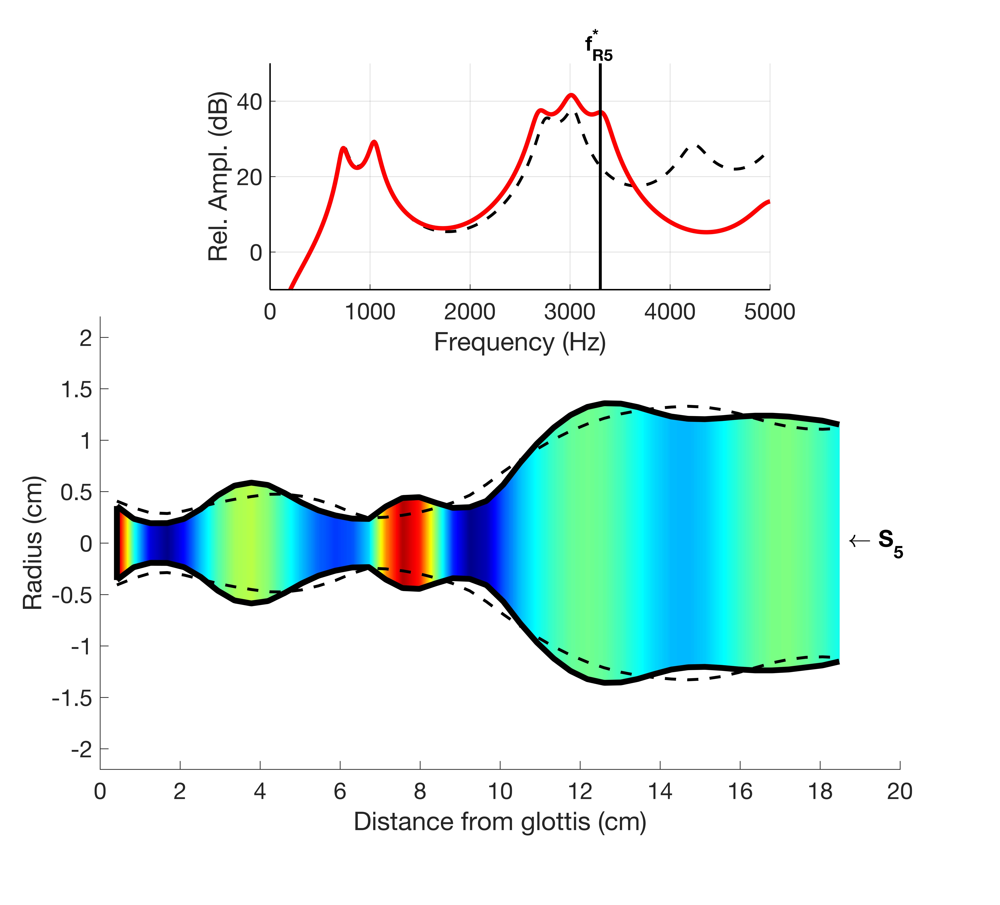 f*R5
Rel. Ampl. (dB)
40
20
0
0 1000 2000 3000 4000 5000
Frequency (Hz)
Radius (cm)
2
1.5
1
0.5
0
-0.5
-1
-1.5
-2
← S5
0 2 4 6 8 10 12 14 16 18 20
Distance from glottis (cm)